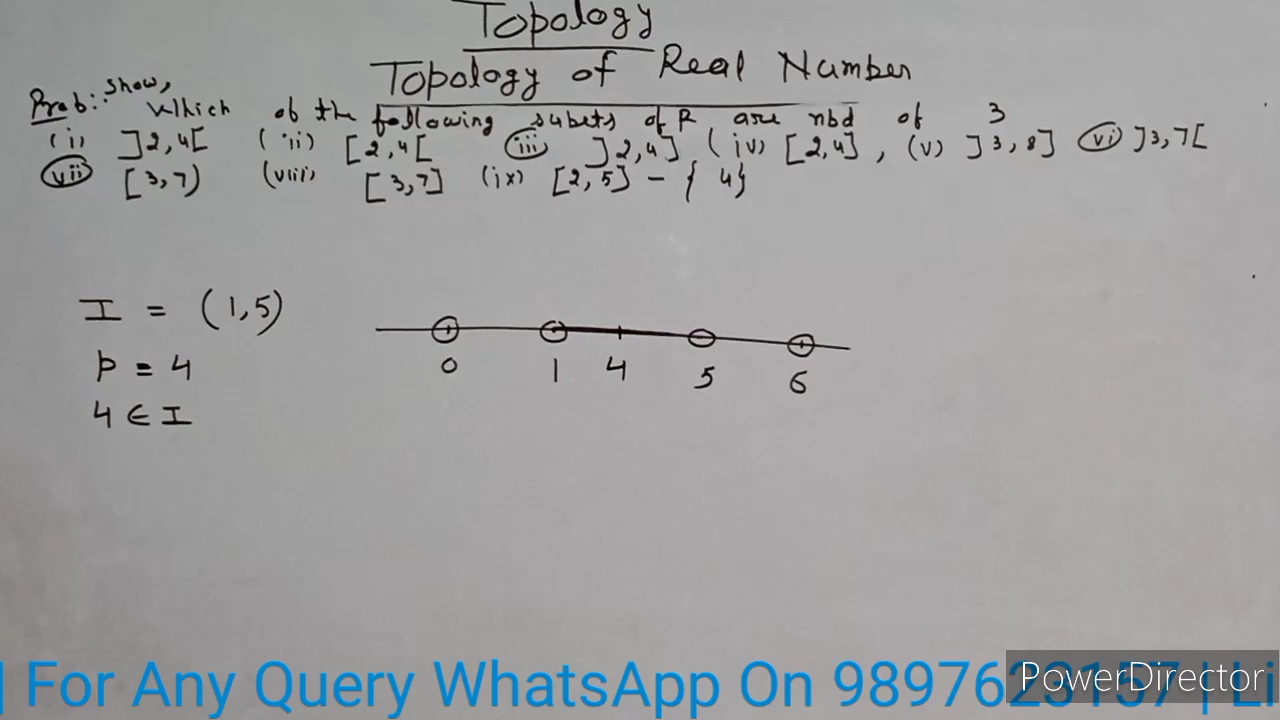 Topology
Topology of Real Number
Prob:- Show, which of the following subets of R are nbd of 3
(i) ]2,4[ (ii) [2,4[ (iii) ]2,4] (iv) [2,4] , (v) ]3,8] (vi) ]3,7[
(vii) [3,7) (viii) [3,7] (ix) [2,5] - { 4}
I = (1,5)
p = 4
4 ∈ I
0 1 4 5 6
| For Any Query WhatsApp On 9897623157 | Li
PowerDirector